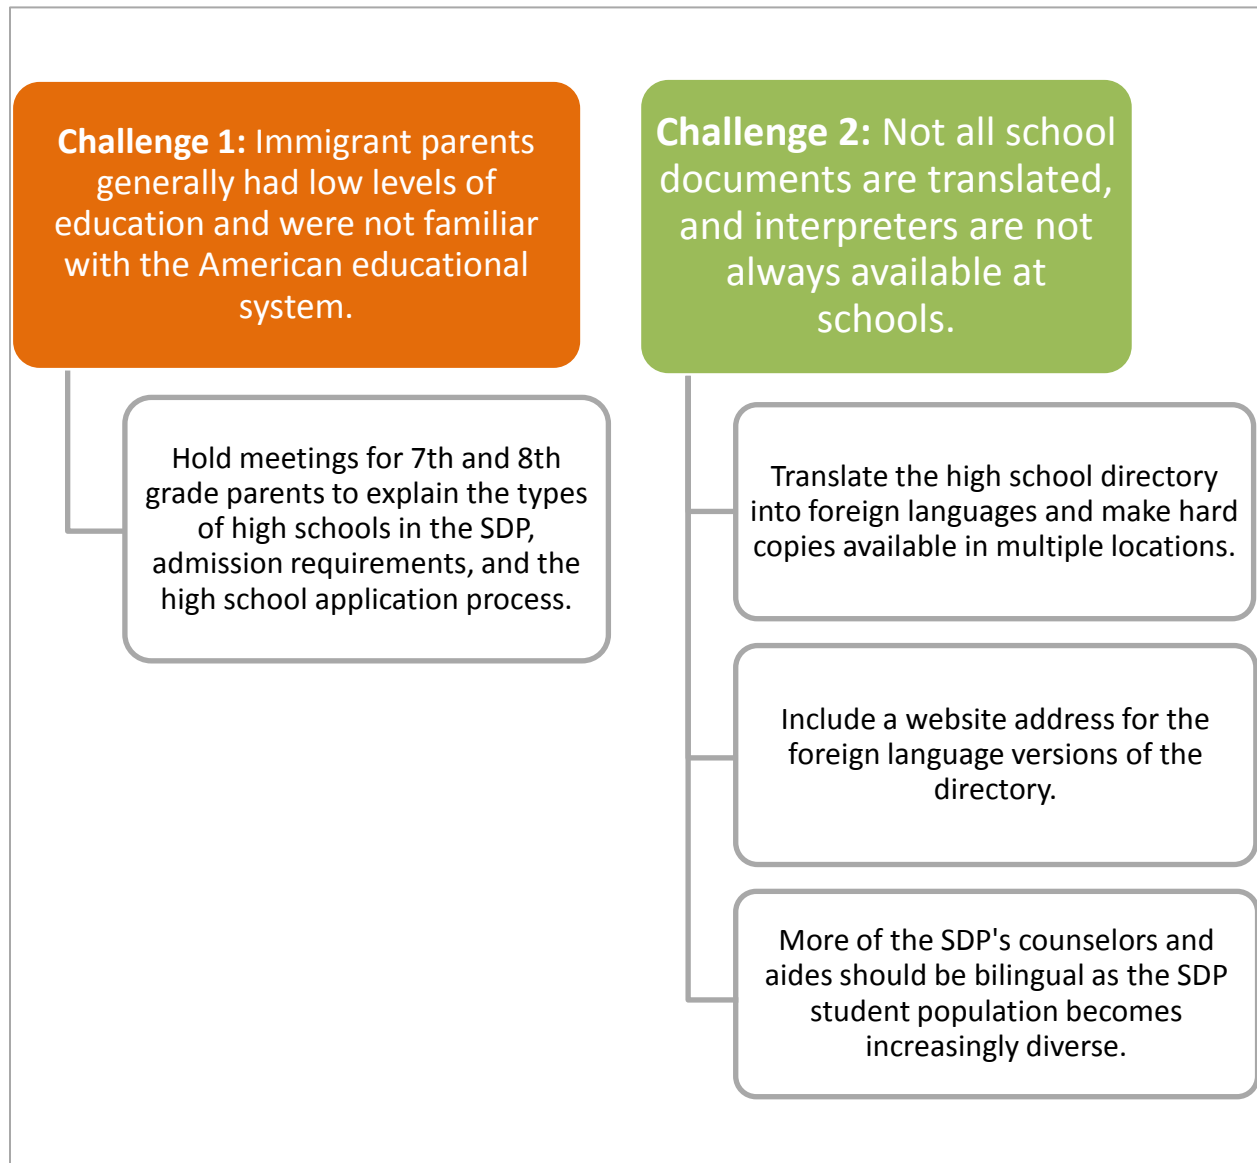 Challenge 1: Immigrant parents
generally had low levels of
education and were not familiar
with the American educational
system.
Hold meetings for 7th and 8th
grade parents to explain the types
of high schools in the SDP,
admission requirements, and the
high school application process.
Challenge 2: Not all school
documents are translated,
and interpreters are not
always available at
schools.
Translate the high school directory
into foreign languages and make hard
copies available in multiple locations.
Include a website address for the
foreign language versions of the
directory.
More of the SDP's counselors and
aides should be bilingual as the SDP
student population becomes
increasingly diverse.